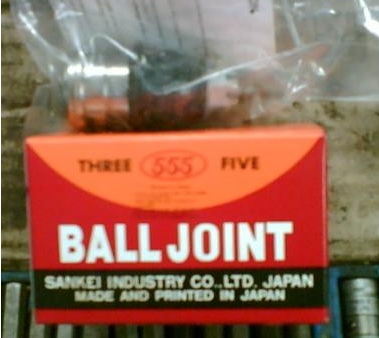 THREE 555 FIVE
BALL JOINT
SANKEI INDUSTRY CO.,LTD. JAPAN
MADE AND PRINTED IN JAPAN